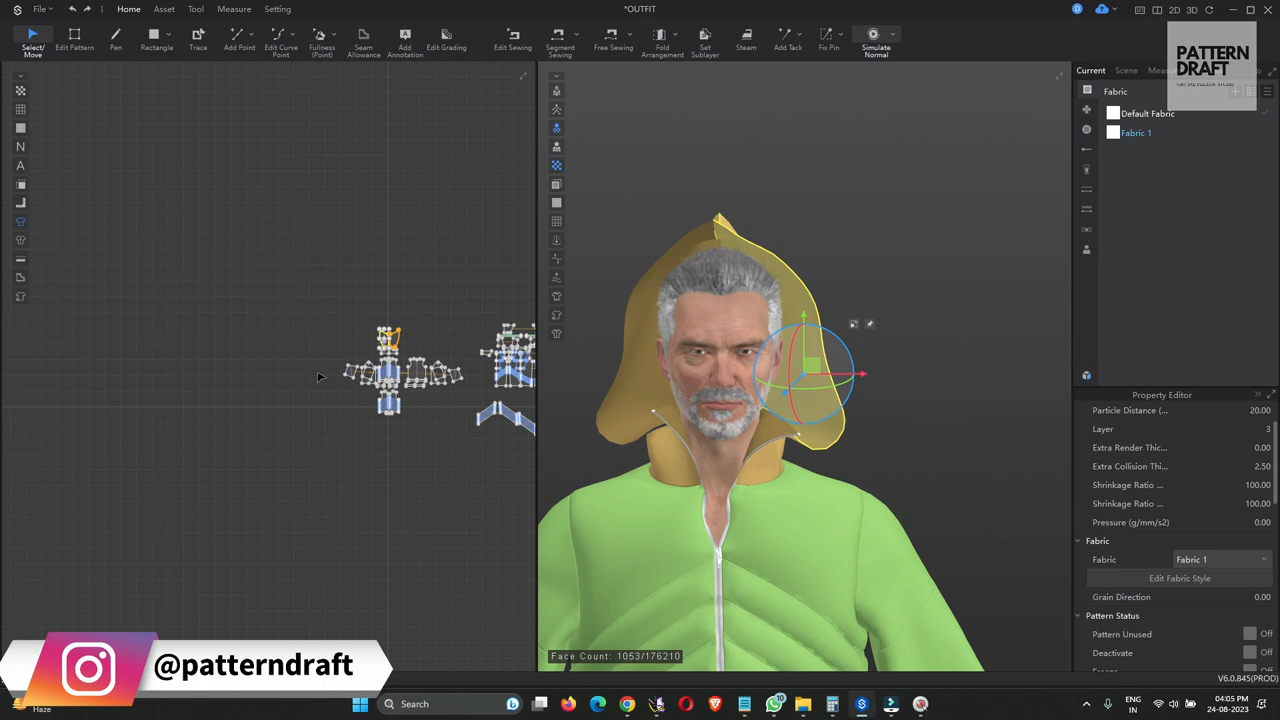 File
Home
Asset
Tool
Measure
Setting
*OUTFIT
D
2D
3D
Select/
Move
Edit Pattern
Pen
Rectangle
Trace
Add Point
Edit Curve
Point
Fullness
(Point)
Seam
Allowance
Add
Annotation
Edit Grading
Edit Sewing
Segment
Sewing
Free Sewing
Fold
Arrangement
Set
Sublayer
Steam
Add Tack
Fix Pin
Simulate
Normal
PATTERN
DRAFT
Current
Scene
Fabric
Default Fabric
Fabric 1
Property Editor
Particle Distance (...
20.00
Layer
3
Extra Render Thic...
0.00
Extra Collision Thi...
2.50
Shrinkage Ratio ...
100.00
Shrinkage Ratio ...
100.00
Pressure (g/mm/s2)
0.00
Fabric
Fabric
Fabric 1
Edit Fabric Style
Grain Direction
0.00
Pattern Status
Pattern Unused
Off
Deactivate
Off
Face Count: 1053/176210
@patterndraft
V6.0.845(PROD)
Haze
Search
10
ENG
IN
04:05 PM
24-08-2023